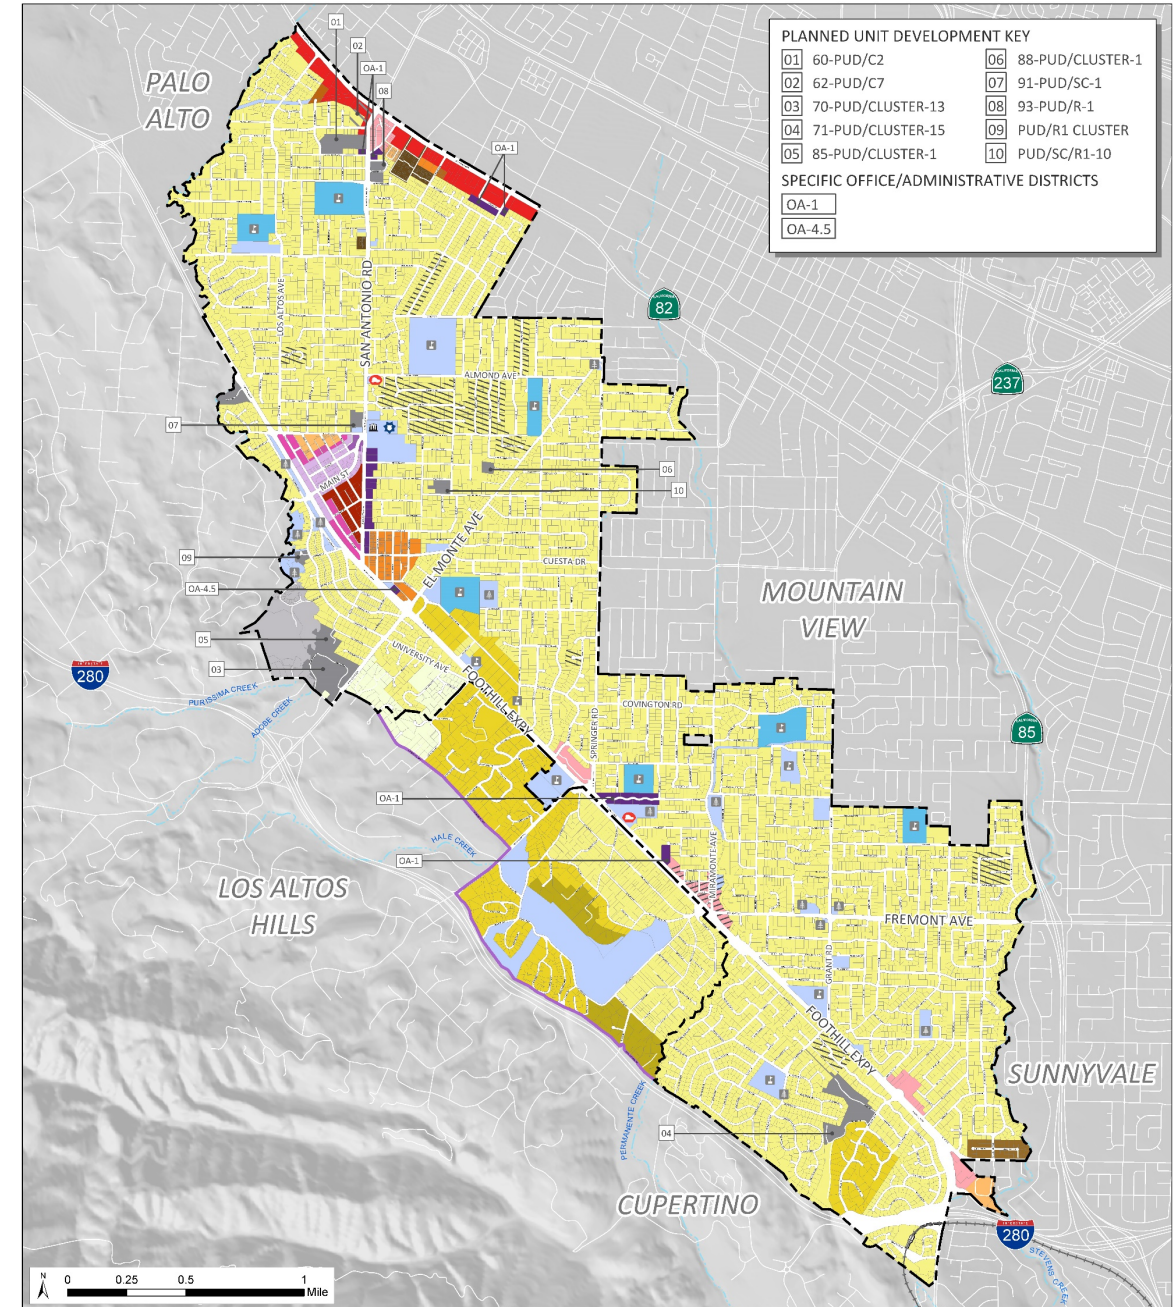 PLANNED UNIT DEVELOPMENT KEY
01 60-PUD/C2
02 62-PUD/C7
03 70-PUD/CLUSTER-13
04 71-PUD/CLUSTER-15
05 85-PUD/CLUSTER-1
06 88-PUD/CLUSTER-1
07 91-PUD/SC-1
08 93-PUD/R-1
09 PUD/R1 CLUSTER
10 PUD/SC/R1-10
SPECIFIC OFFICE/ADMINISTRATIVE DISTRICTS
OA-1
OA-4.5
01
02
OA-1
08
PALO
ALTO
OA-1
LOS ALTOS AVE
SAN ANTONIO RD
CALIFORNIA
82
ALMOND AVE
CALIFORNIA
237
07
MAIN ST
06
10
EL MONTE AVE
09
CUESTA DR
OA-4.5
MOUNTAIN
VIEW
05
UNIVERSITY AVE
03
INTERSTATE
280
PURISSIMA CREEK
ADOBE CREEK
FOOTHILL EXPY
COVINGTON RD
SPRINGER RD
CALIFORNIA
85
OA-1
HALE CREEK
OA-1
MIRAMONTE AVE
LOS ALTOS
HILLS
FREMONT AVE
GRANT RD
FOOTHILL EXPY
SUNNYVALE
PERMANENTE CREEK
04
CUPERTINO
INTERSTATE
280
STEVENS CREEK
N
0 0.25 0.5 1
Mile